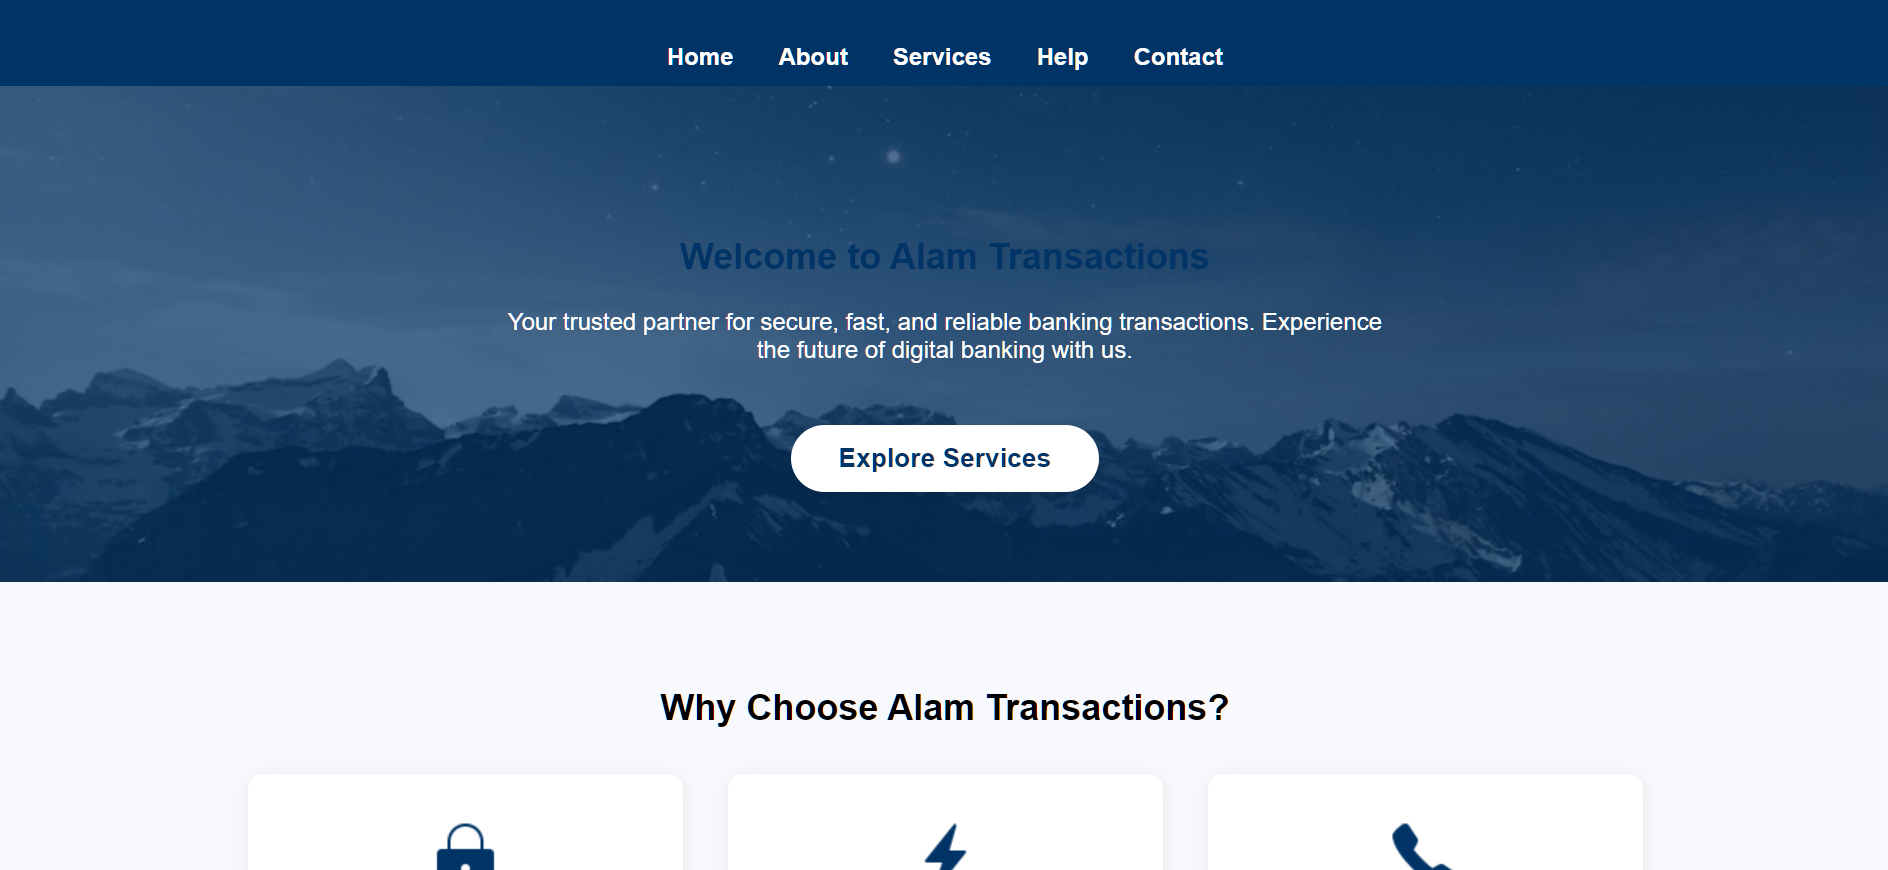 Home About Services Help Contact
Welcome to Alam Transactions
Your trusted partner for secure, fast, and reliable banking transactions. Experience
the future of digital banking with us.
Explore Services
Why Choose Alam Transactions?